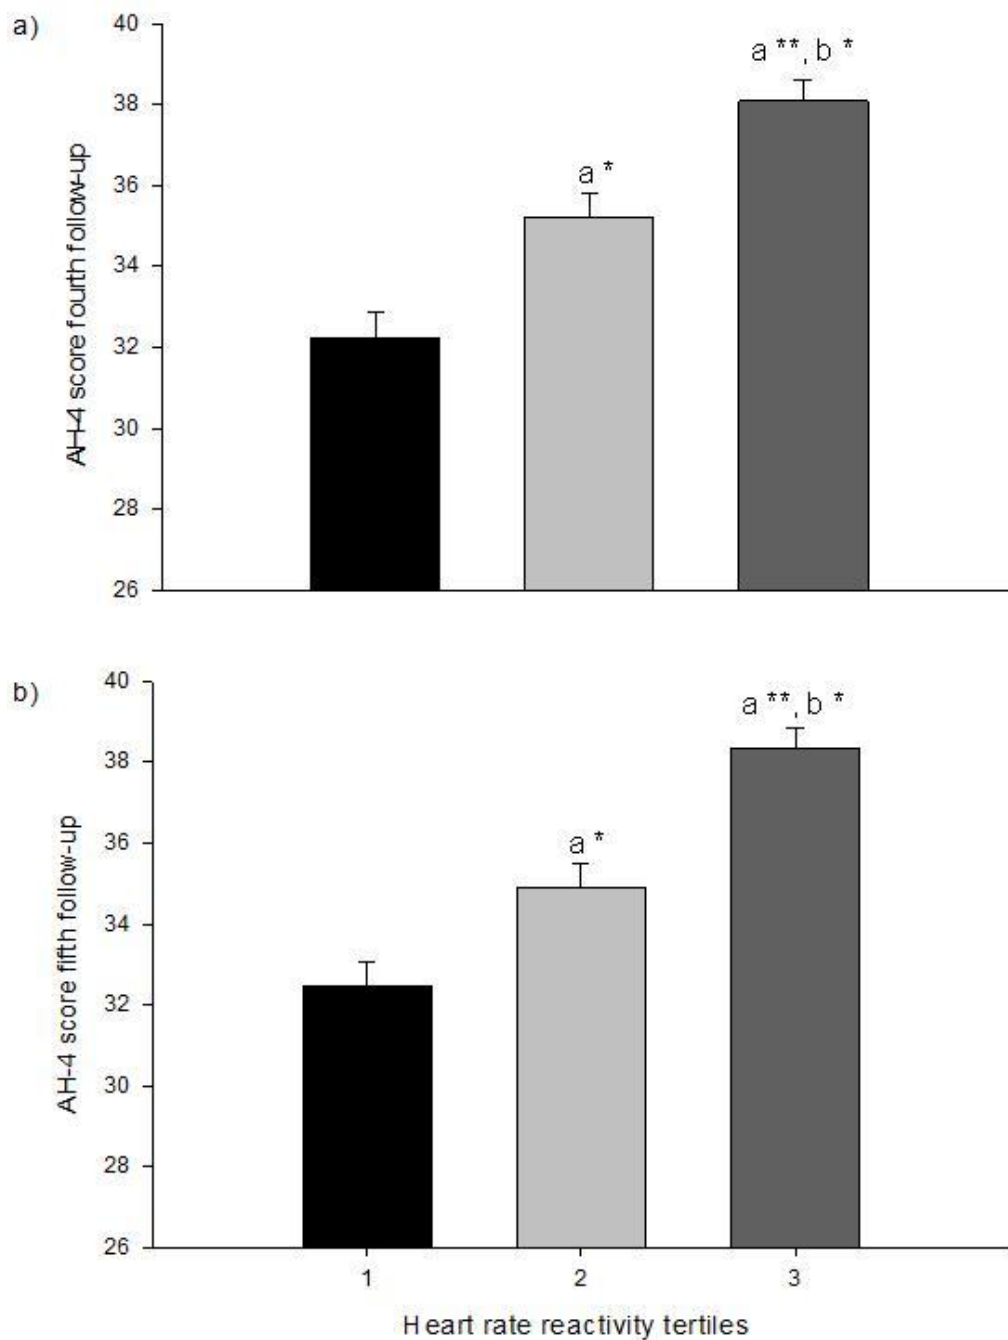 a)
AH-4 score fourth follow-up
40
38
36
34
32
30
28
26
a *
a **, b *
b)
AH-4 score fifth follow-up
40
38
36
34
32
30
28
26
a *
a **, b *
1 2 3
Heart rate reactivity tertiles